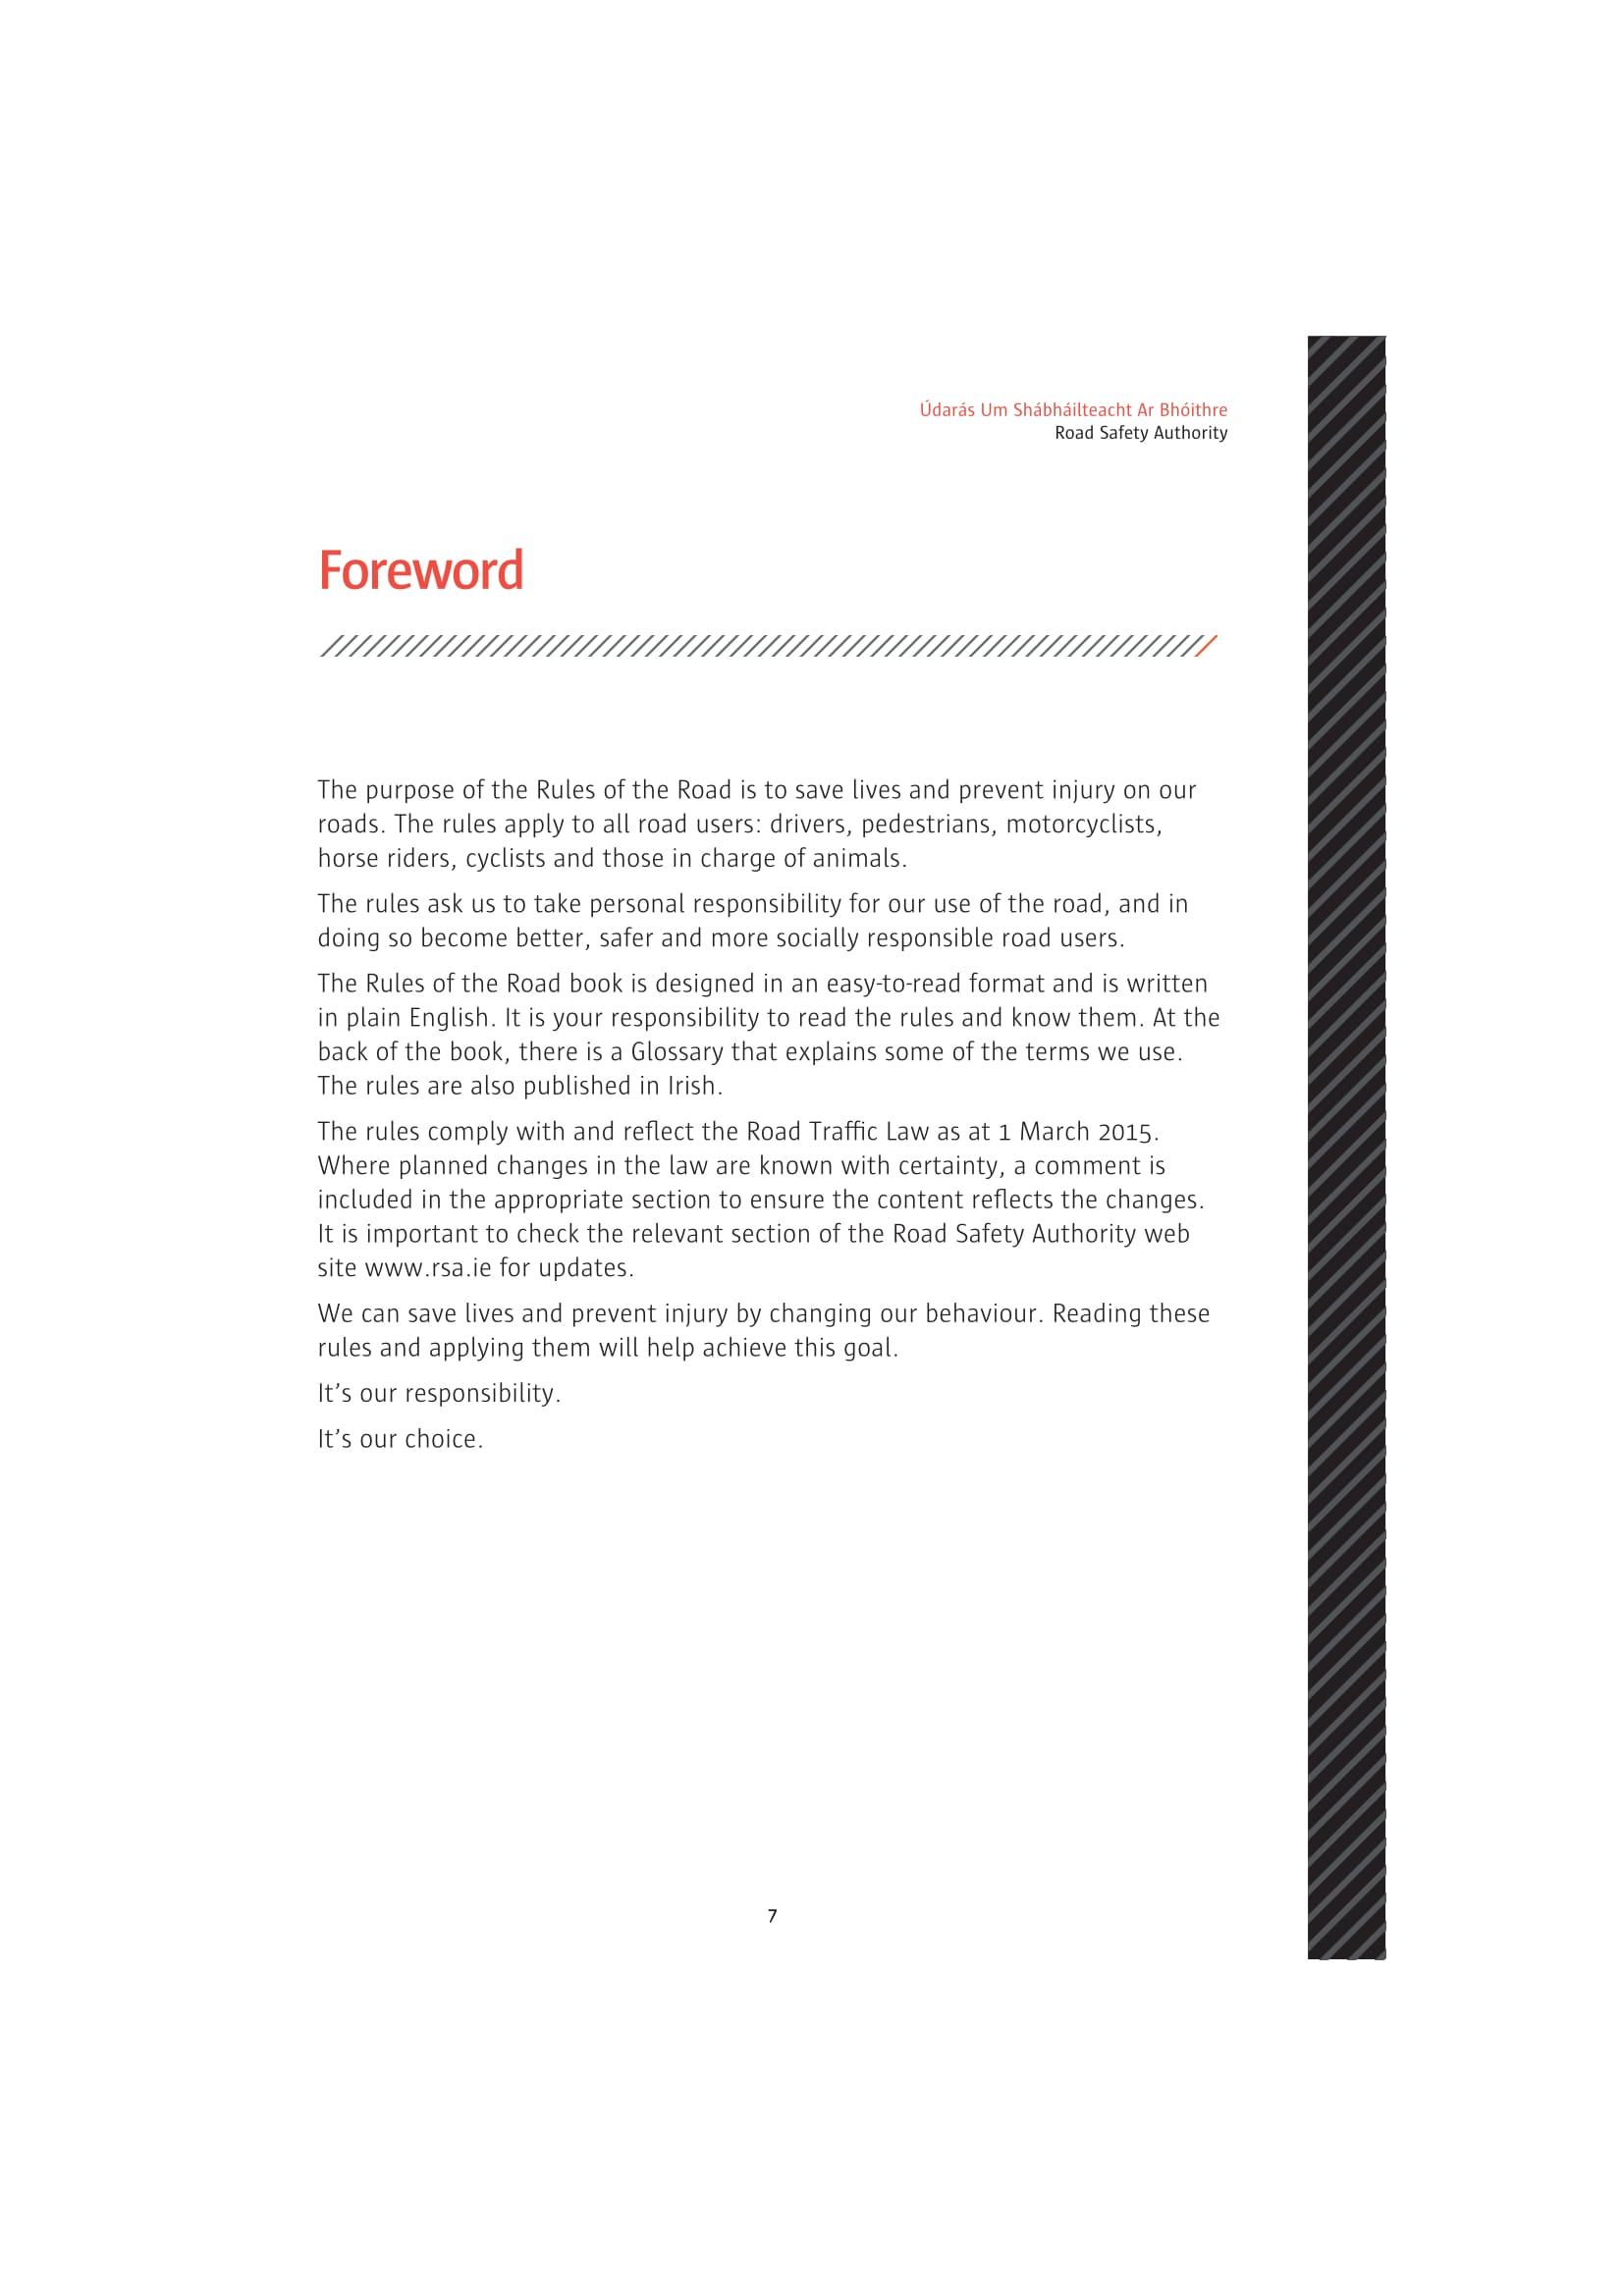 Údarás Um Shábháilteacht Ar Bhóithre
Road Safety Authority
Foreword
The purpose of the Rules of the Road is to save lives and prevent injury on our
roads. The rules apply to all road users: drivers, pedestrians, motorcyclists,
horse riders, cyclists and those in charge of animals.
The rules ask us to take personal responsibility for our use of the road, and in
doing so become better, safer and more socially responsible road users.
The Rules of the Road book is designed in an easy-to-read format and is written
in plain English. It is your responsibility to read the rules and know them. At the
back of the book, there is a Glossary that explains some of the terms we use.
The rules are also published in Irish.
The rules comply with and reflect the Road Traffic Law as at 1 March 2015.
Where planned changes in the law are known with certainty, a comment is
included in the appropriate section to ensure the content reflects the changes.
It is important to check the relevant section of the Road Safety Authority web
site www.rsa.ie for updates.
We can save lives and prevent injury by changing our behaviour. Reading these
rules and applying them will help achieve this goal.
It’s our responsibility.
It’s our choice.
7